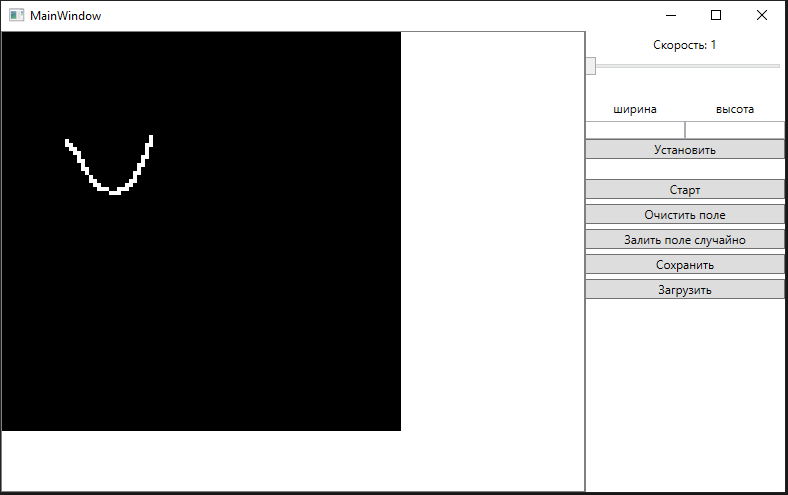 MainWindow
Скорость: 1
ширина
высота
Установить
Старт
Очистить поле
Залить поле случайно
Сохранить
Загрузить